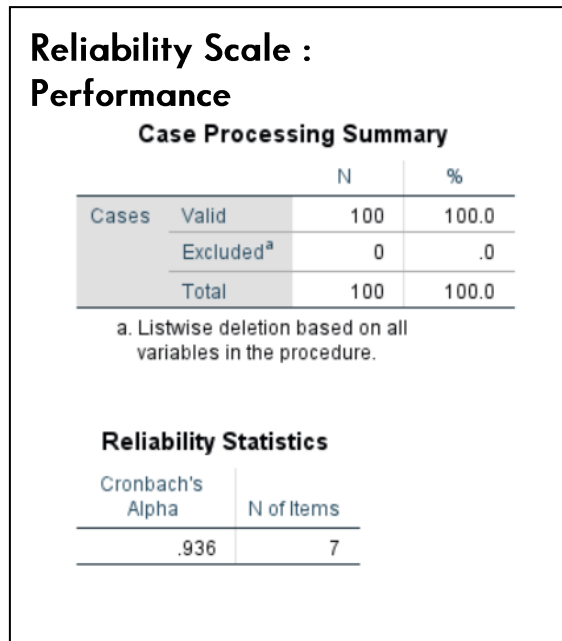 Reliability Scale :
Performance
Case Processing Summary
N %
Cases Valid 100 100.0
Excludedª 0 .0
Total 100 100.0
a. Listwise deletion based on all
variables in the procedure.
Reliability Statistics
Cronbach's
Alpha N of Items
.936 7